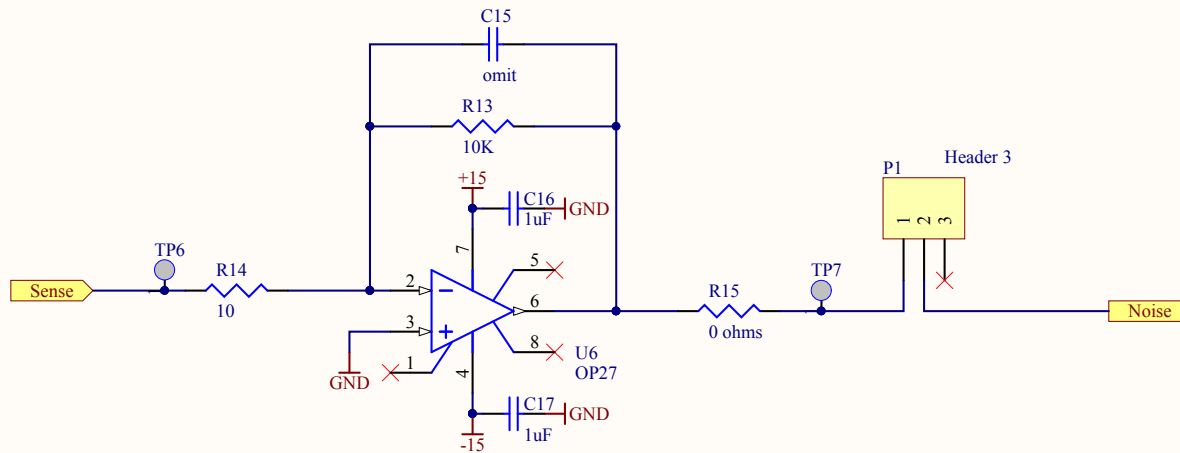 C15
omit
R13
10K
Header 3
P1
+15
C16
GND
1uF
1
2
3
TP6
7
5
TP7
R14
2
Sense
6
R15
Noise
10
3
0 ohms
8
U6
1
OP27
GND
4
C17
GND
1uF
-15